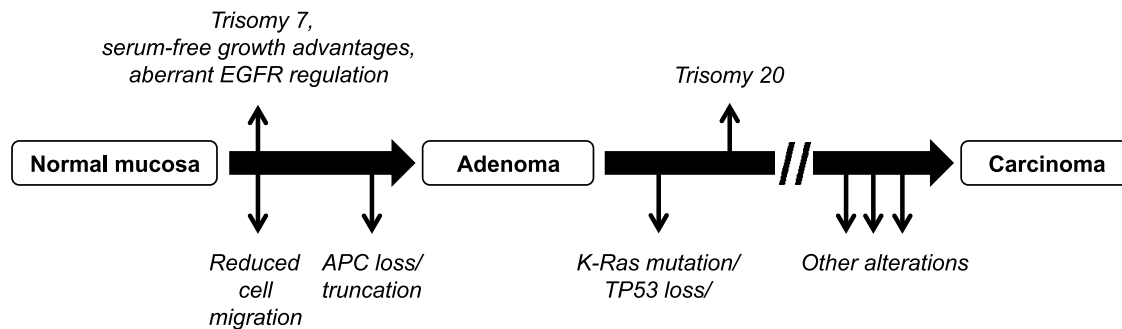 Trisomy 7,
serum-free growth advantages,
aberrant EGFR regulation
Trisomy 20
Normal mucosa
Adenoma
Carcinoma
Reduced
cell
migration
APC loss/
truncation
K-Ras mutation/
TP53 loss/
Other alterations